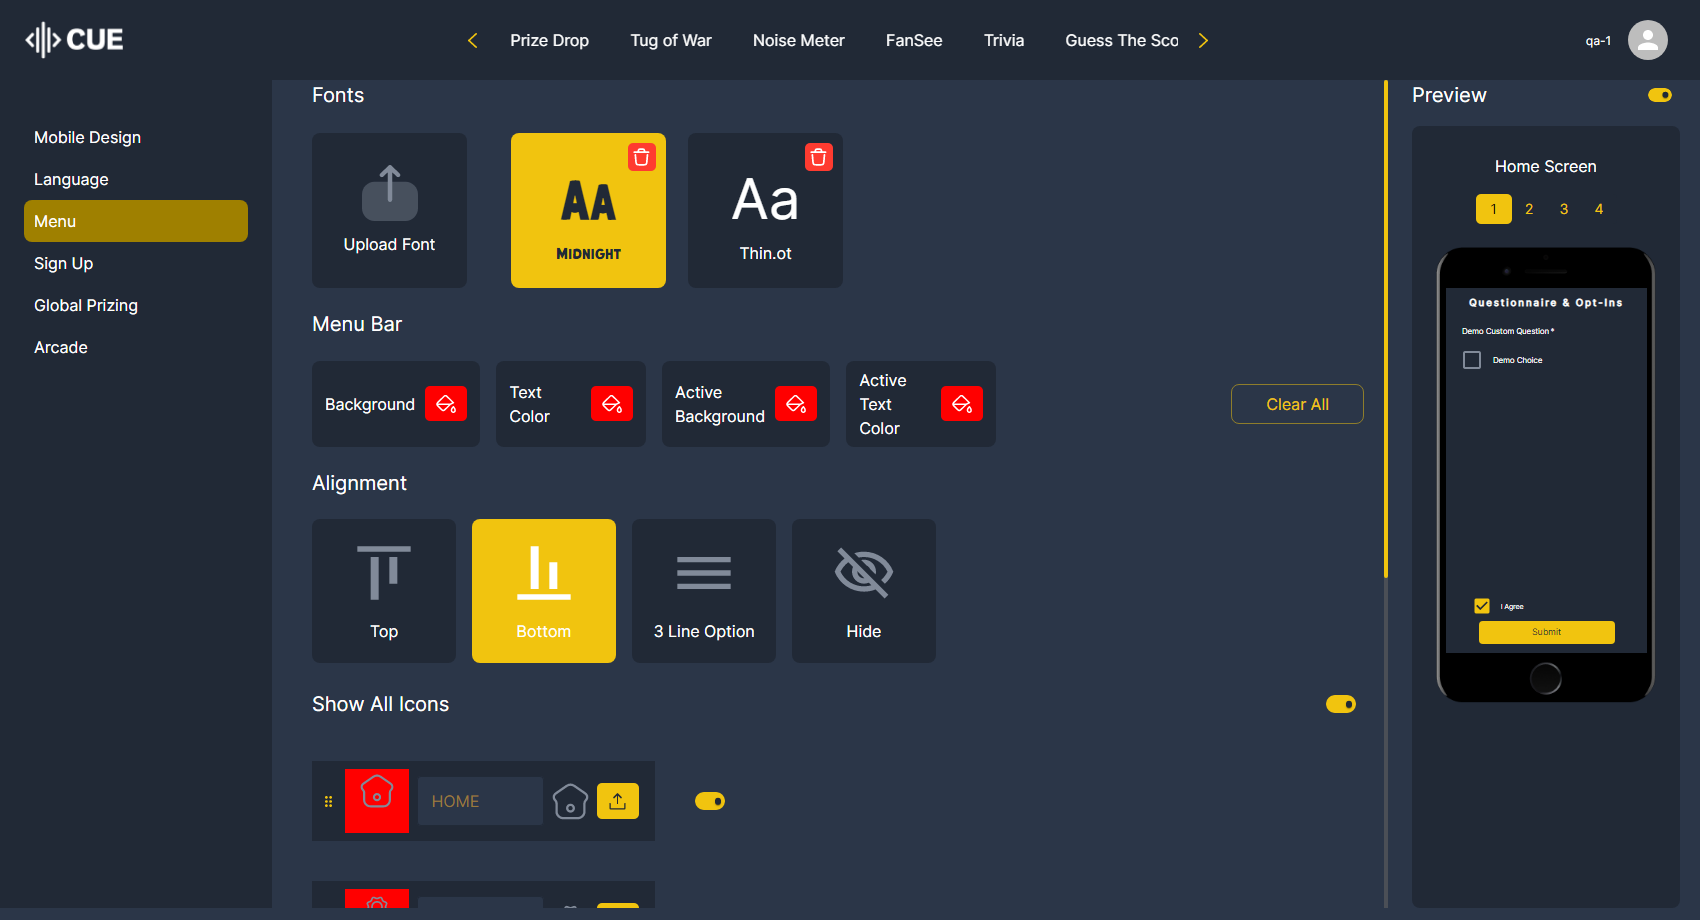 CUE
Prize Drop
Tug of War
Noise Meter
FanSee
Trivia
Guess The Sco
qa-1
Mobile Design
Language
Menu
Sign Up
Global Prizing
Arcade
Fonts
Upload Font
AA
MIDNIGHT
Aa
Thin.ot
Menu Bar
Background
Text
Color
Active
Background
Active
Text
Color
Clear All
Alignment
Top
Bottom
3 Line Option
Hide
Show All Icons
HOME
Preview
Home Screen
1 2 3 4
Questionnaire & Opt-Ins
Demo Custom Question*
Demo Choice
I Agree
Submit